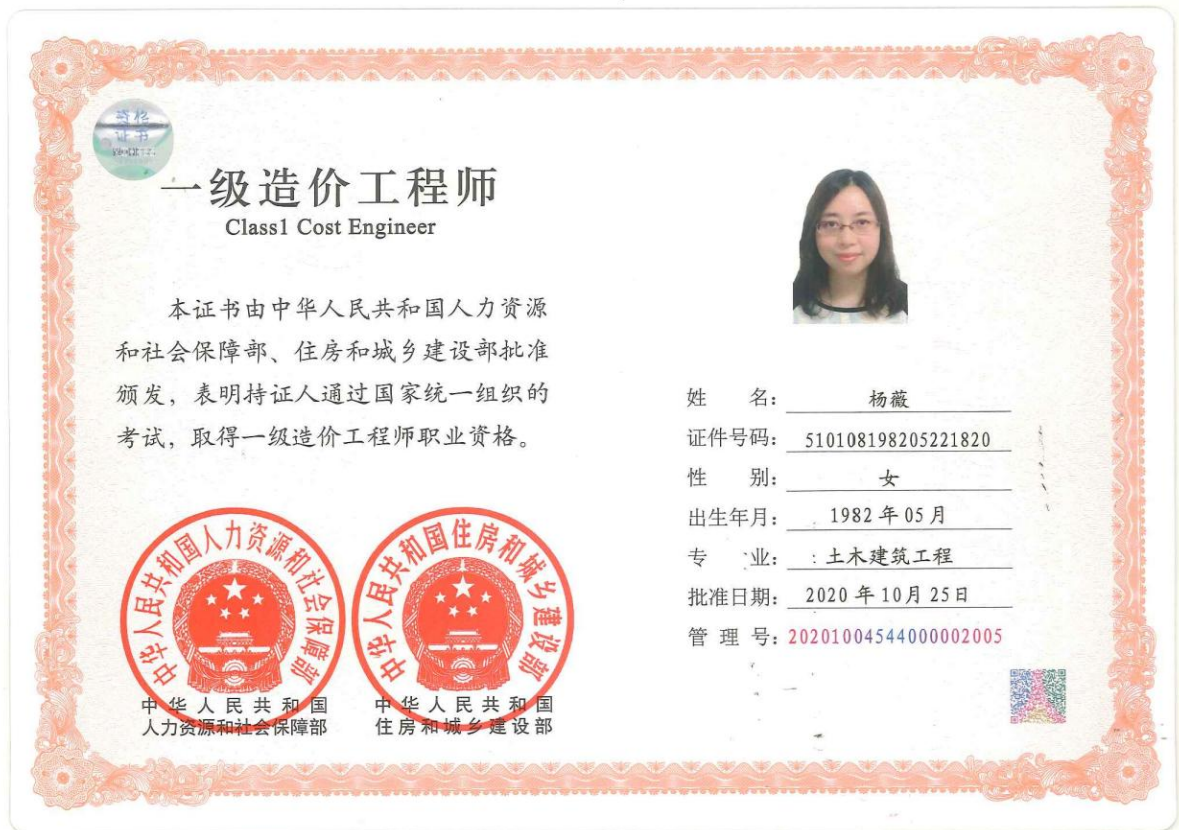 资格
证书
一级造价工程师
Class1 Cost Engineer
本证书由中华人民共和国人力资源
和社会保障部、住房和城乡建设部批准
颁发，表明持证人通过国家统一组织的
考试，取得一级造价工程师职业资格。
中华人民共和国人力资源和社会保障部
中华人民共和国住房和城乡建设部
中华人民共和国
人力资源和社会保障部
中华人民共和国
住房和城乡建设部
姓 名： 杨薇
证件号码： 510108198205221820
性 别： 女
出生年月： 1982年05月
专 业： 土木建筑工程
批准日期： 2020年10月25日
管 理 号： 20201004544000002005